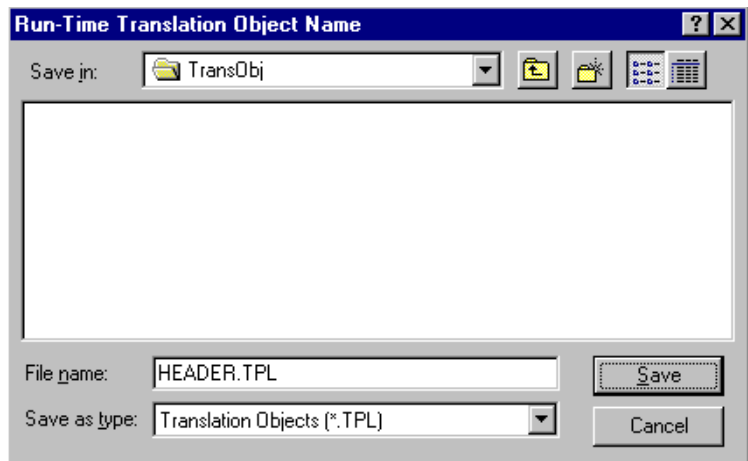 Run-Time Translation Object Name
Save in: TransObj
File name: HEADER.TPL Save
Save as type: Translation Objects (*.TPL) Cancel